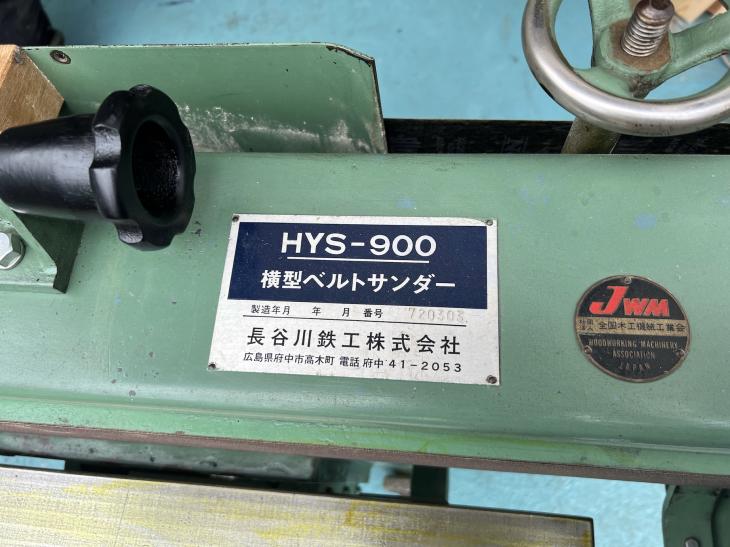 HYS-900
横型ベルトサンダー
製造年月 年 月 番号 720303
長谷川鉄工株式会社
広島県府中市高木町 電話 府中 41-2053
JWM
社団法人 全国木工機械工業会
WOODWORKING MACHINERY
ASSOCIATION
JAPAN